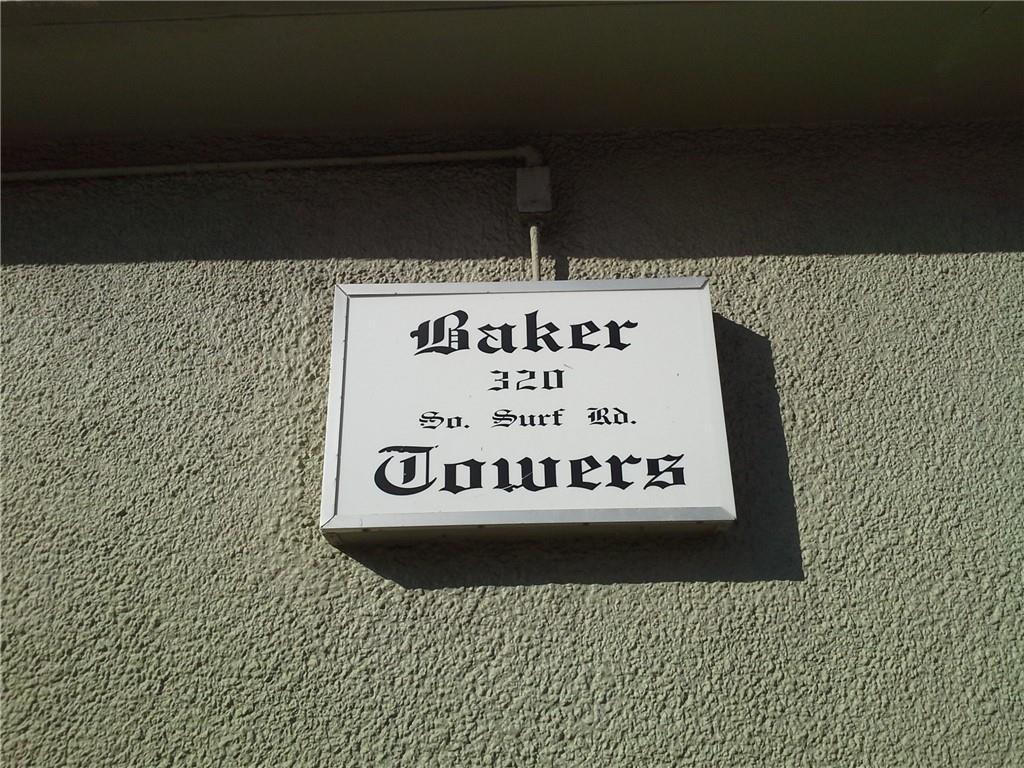 Baker
320
So. Surf Rd.
Towers